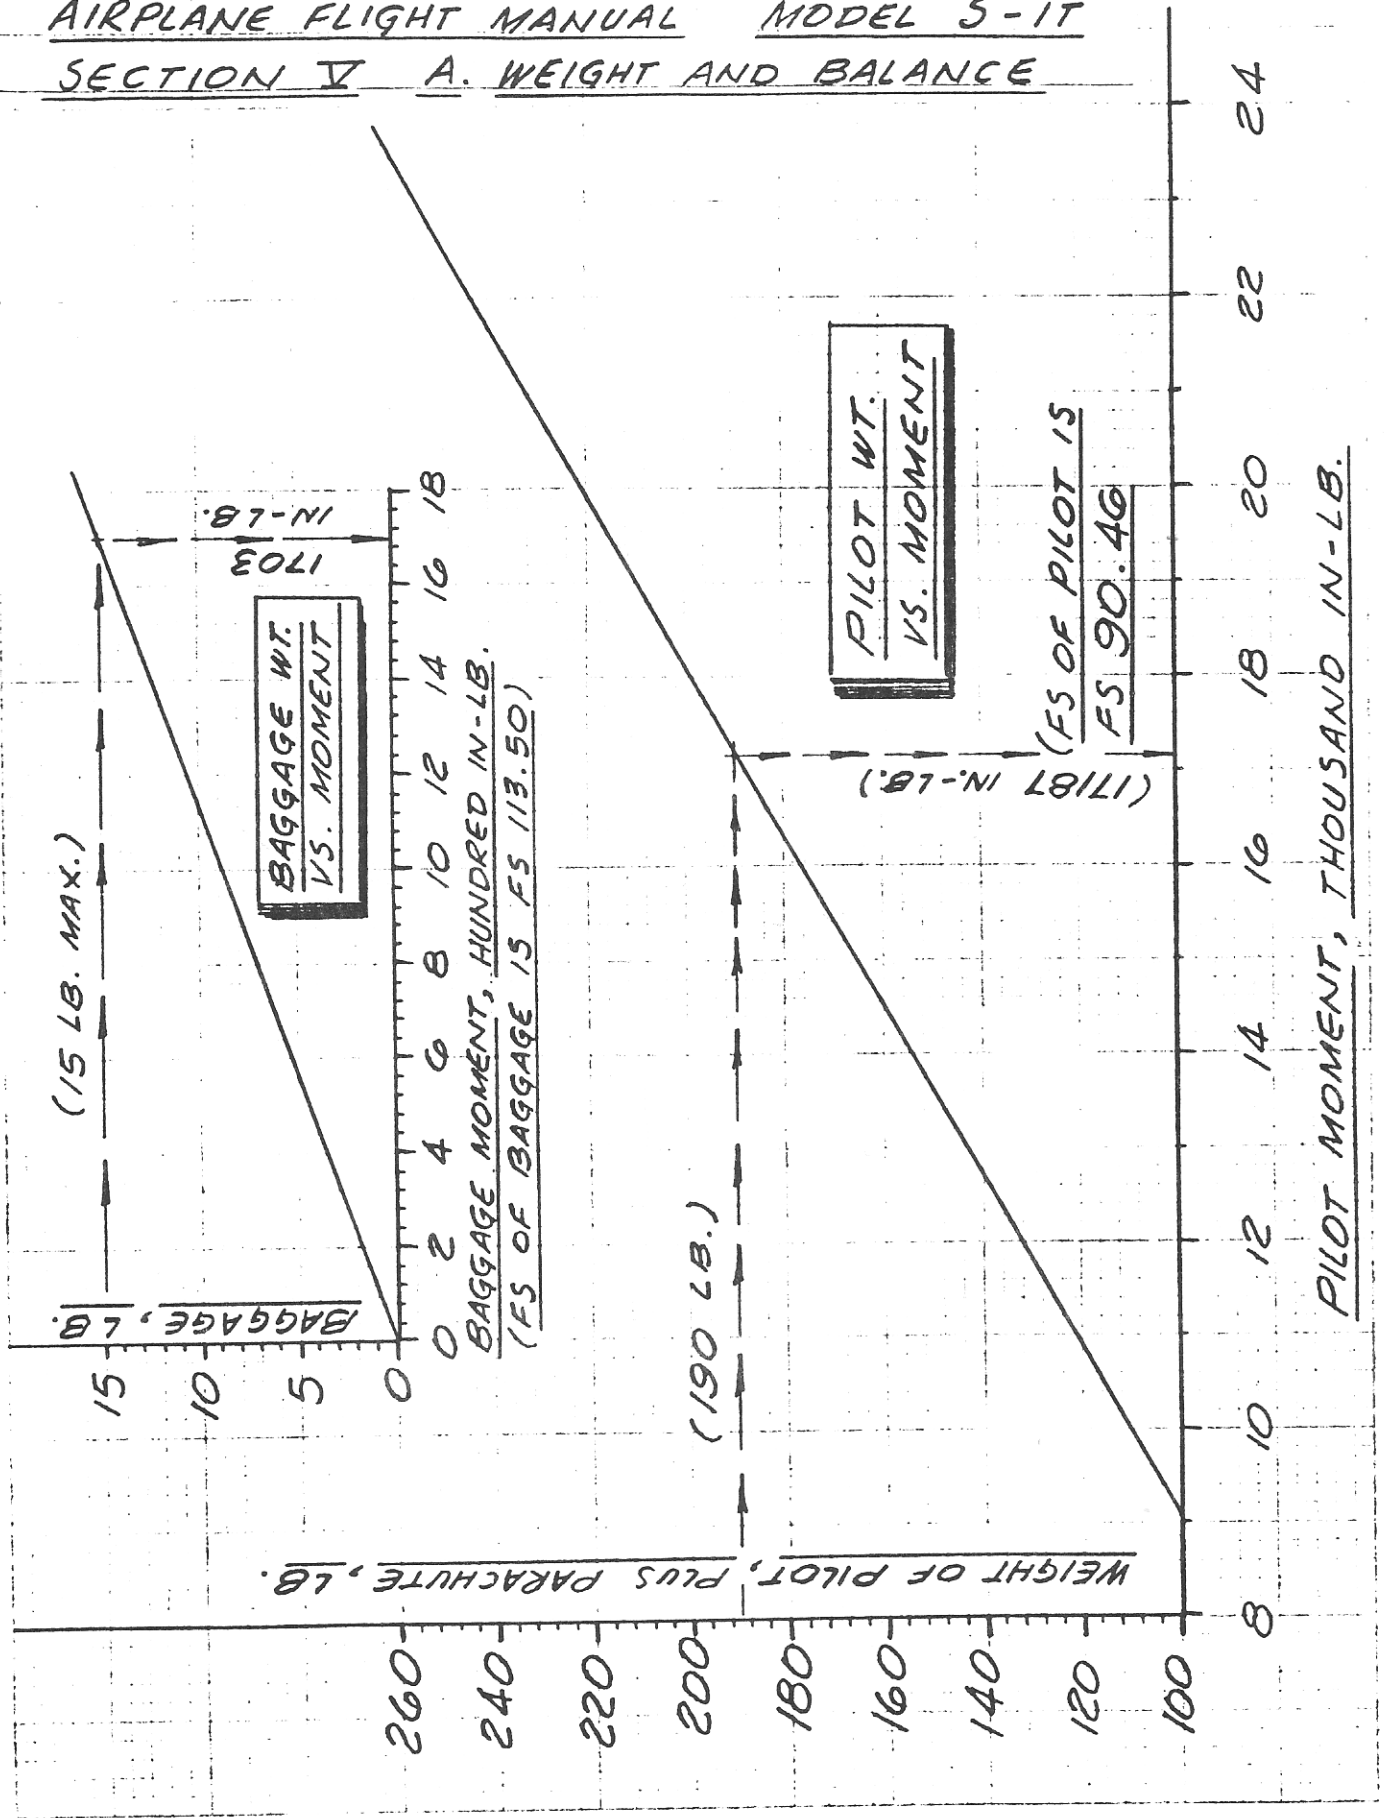 AIRPLANE FLIGHT MANUAL MODEL S-1T
SECTION V A. WEIGHT AND BALANCE
BAGGAGE, LB.
15
10
5
0
(15 LB. MAX.)
1703
IN-LB.
BAGGAGE WT.
VS. MOMENT
0 2 4 6 8 10 12 14 16 18
BAGGAGE MOMENT, HUNDRED IN-LB.
(FS OF BAGGAGE IS FS 113.50)
WEIGHT OF PILOT, PLUS PARACHUTE, LB.
260
240
220
200
180
160
140
120
100
(190 LB.)
(17187 IN-LB.)
PILOT WT.
VS. MOMENT
(FS OF PILOT IS
FS 90.46
8 10 12 14 16 18 20 22 24
PILOT MOMENT, THOUSAND IN-LB.